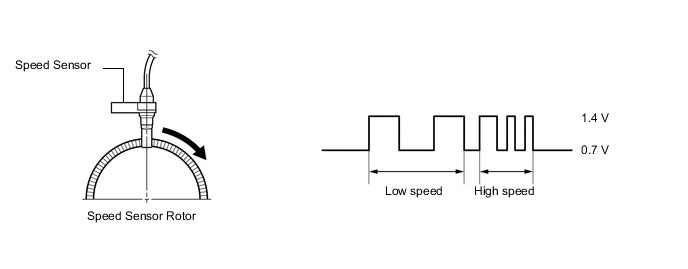 Speed Sensor
Speed Sensor Rotor
1.4 V
0.7 V
Low speed
High speed